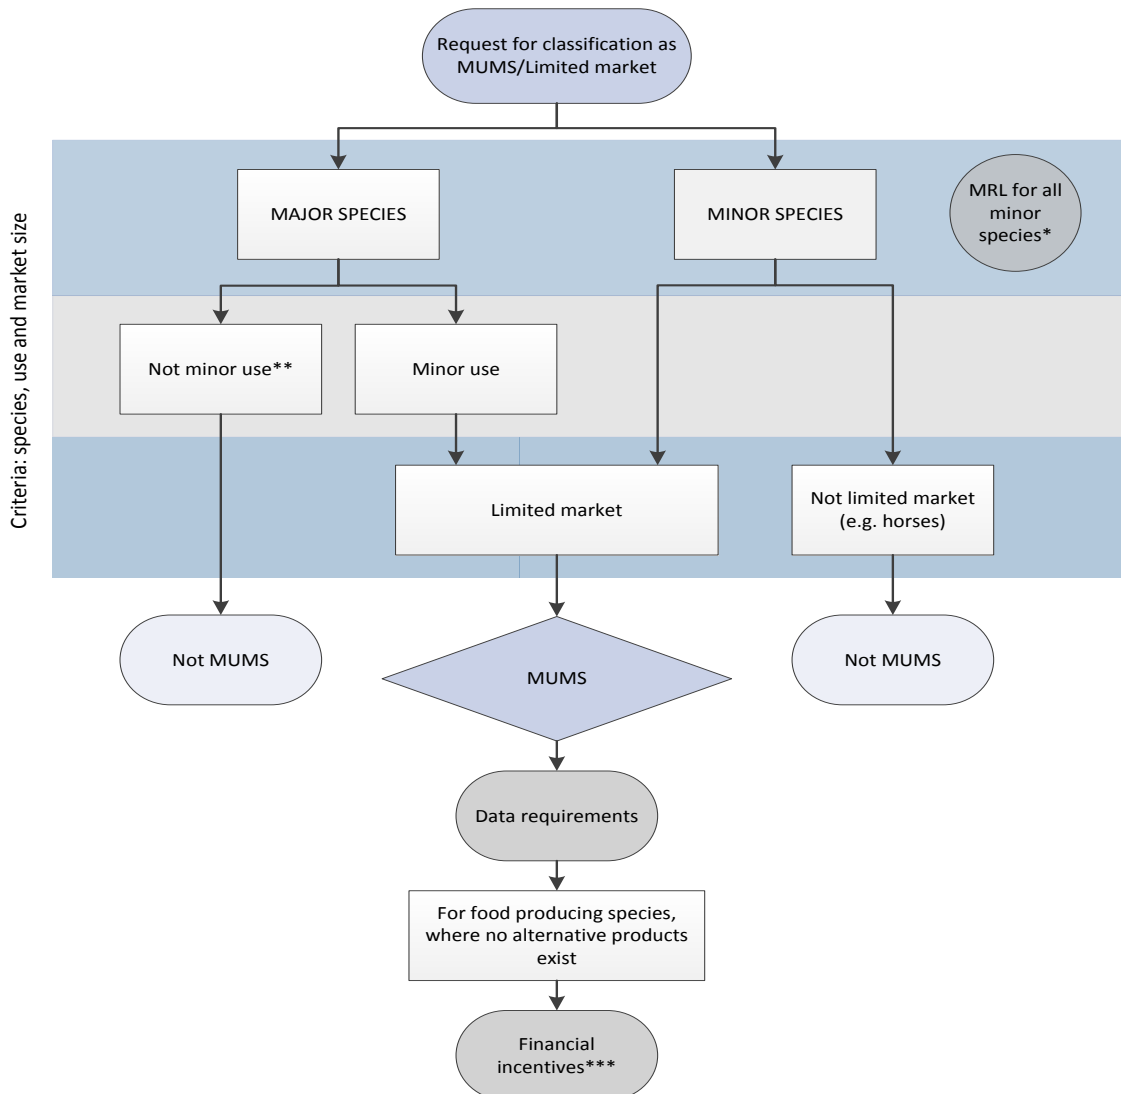 Request for classification as
MUMS/Limited market
Criteria: species, use and market size
MAJOR SPECIES
MINOR SPECIES
MRL for all
minor
species*
Not minor use**
Minor use
Limited market
Not limited market
(e.g. horses)
Not MUMS
MUMS
Not MUMS
Data requirements
For food producing species,
where no alternative products
exist
Financial
incentives***